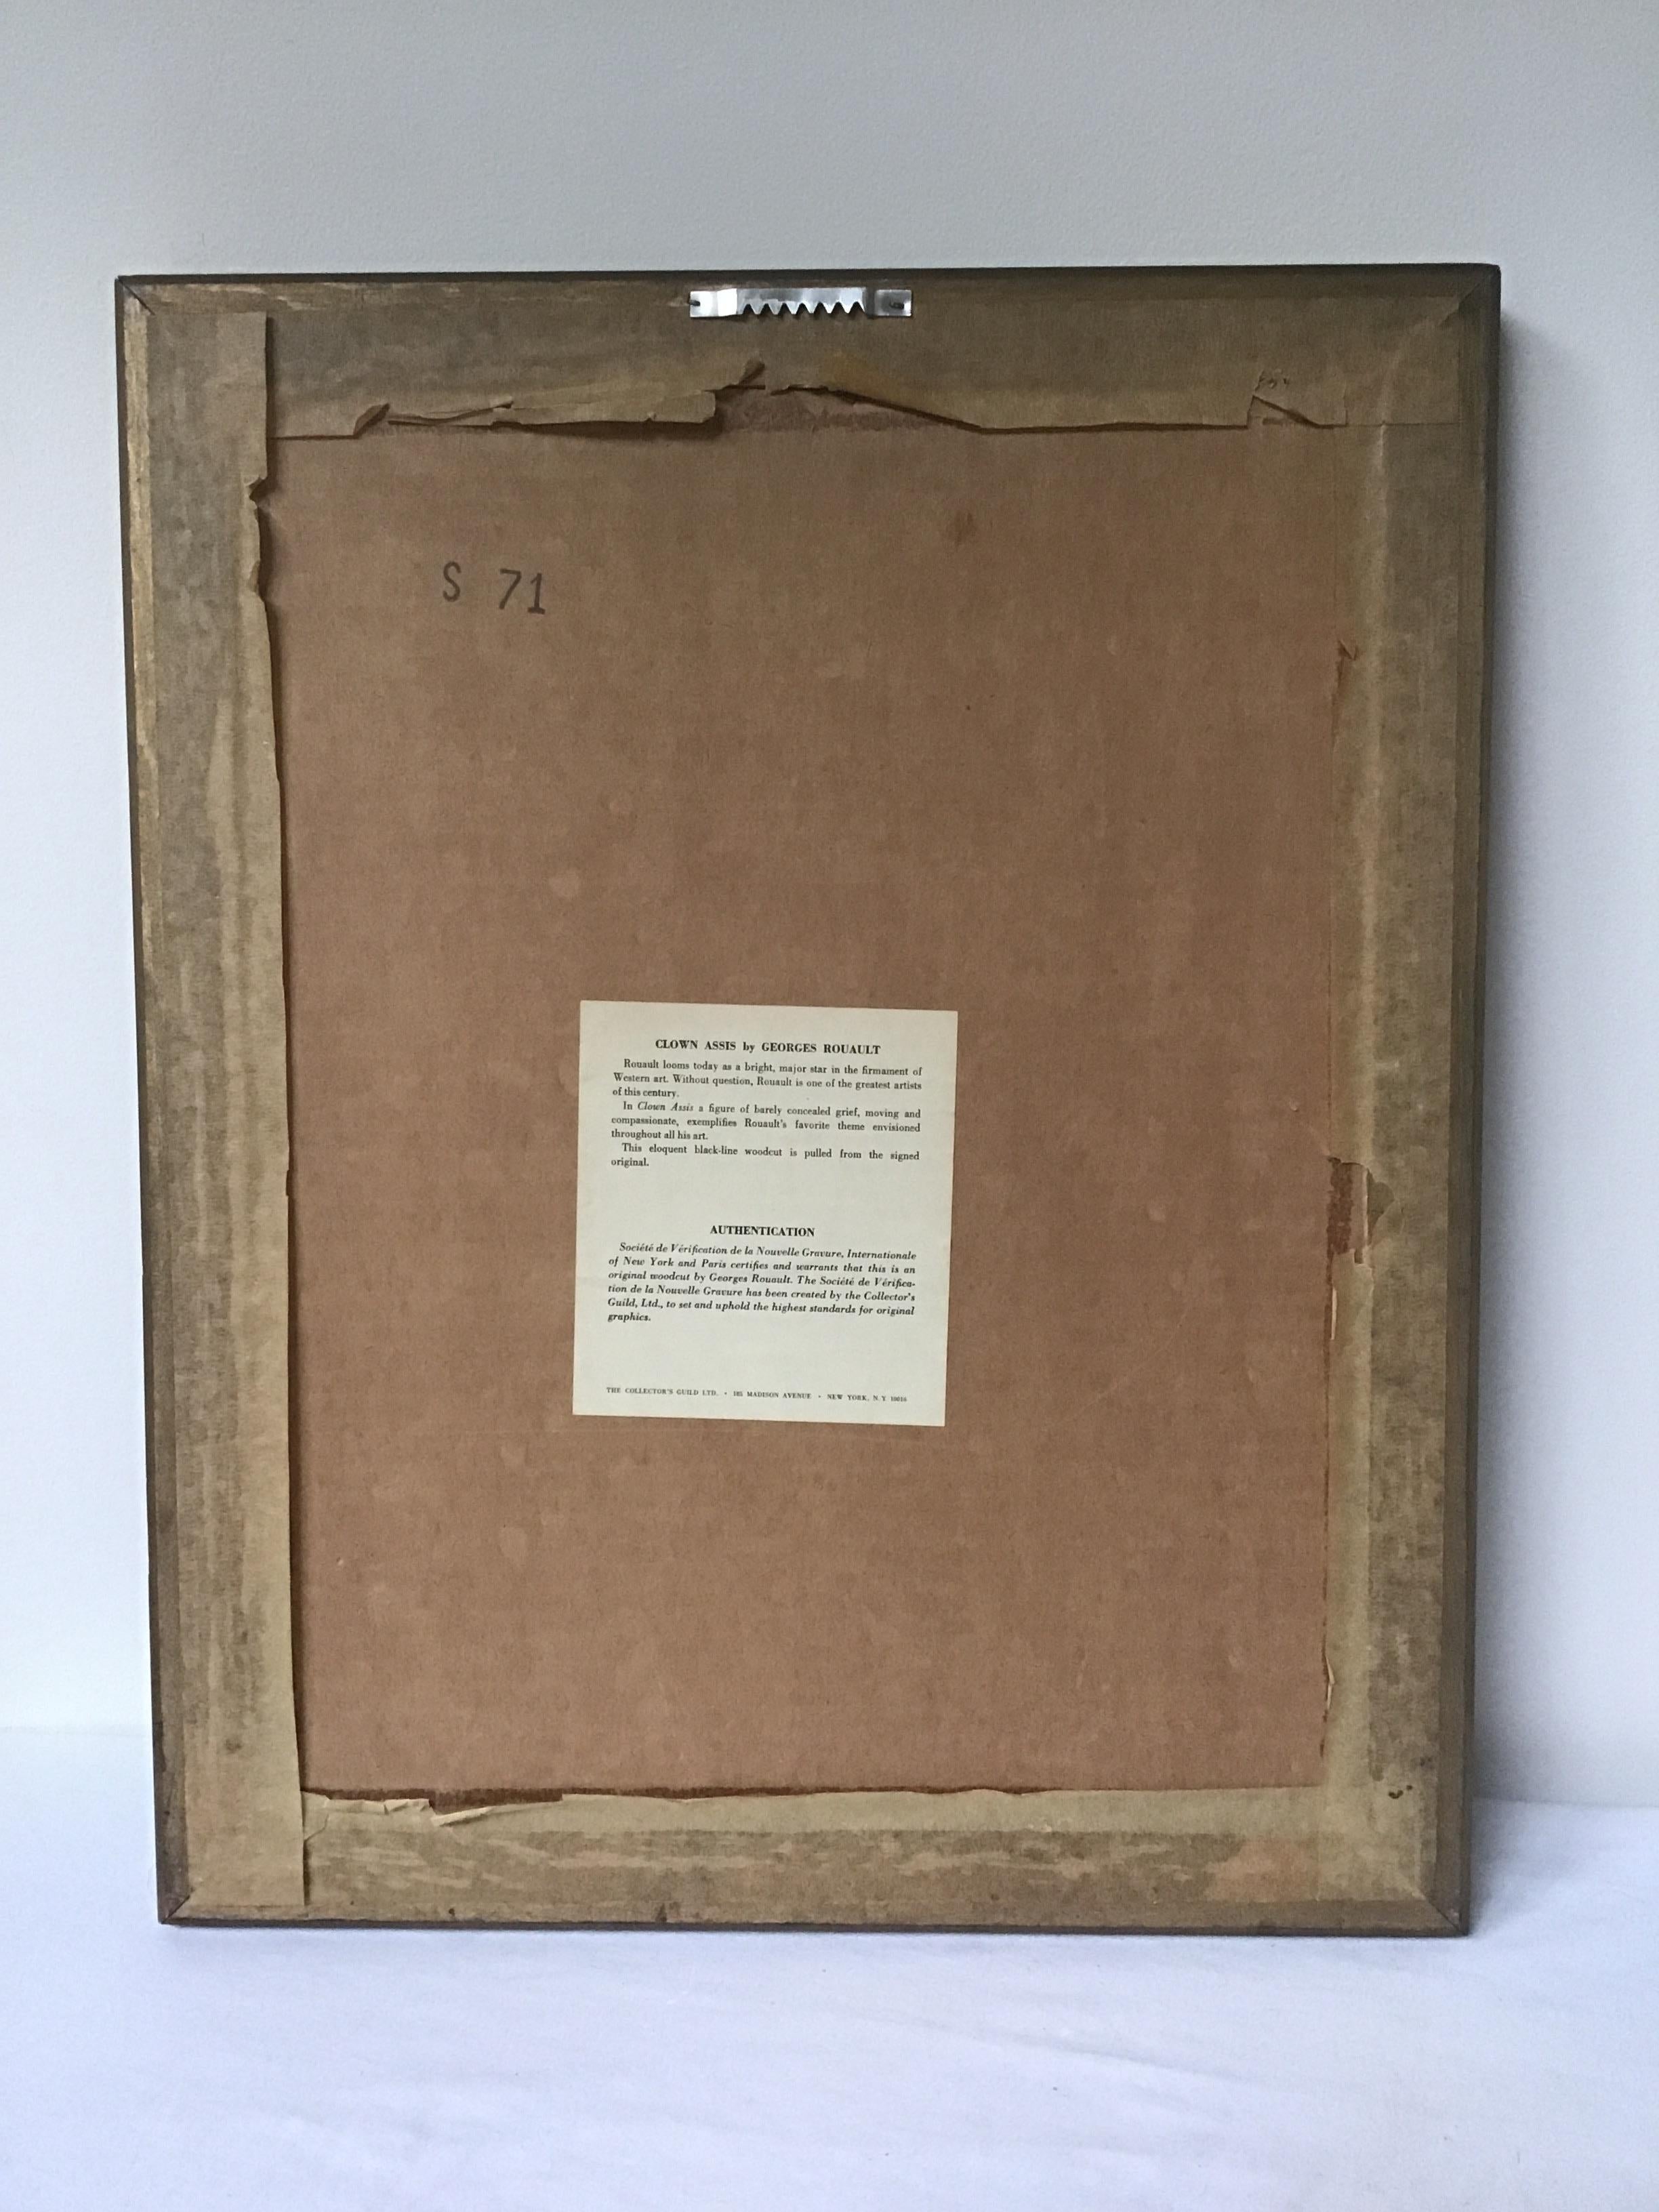 S 71
CLOWN ASSIS by GEORGES ROUAULT
Rouault looms today as a bright, major star in the firmament of
Western art. Without question, Rouault is one of the greatest artists
of this century.
In Clown Assis a figure of barely concealed grief, moving and
compassionate, exemplifies Rouault's favorite theme envisioned
throughout all his art.
This eloquent black-line woodcut is pulled from the signed
original.
AUTHENTICATION
Société de Vérification de la Nouvelle Gravure, Internationale
of New York and Paris certifies and warrants that this is an
original woodcut by Georges Rouault. The Société de Vérifica-
tion de la Nouvelle Gravure has been created by the Collector's
Guild, Ltd., to set and uphold the highest standards for original
graphics.
THE COLLECTOR'S GUILD LTD. • 185 MADISON AVENUE • NEW YORK, N. Y. 10016